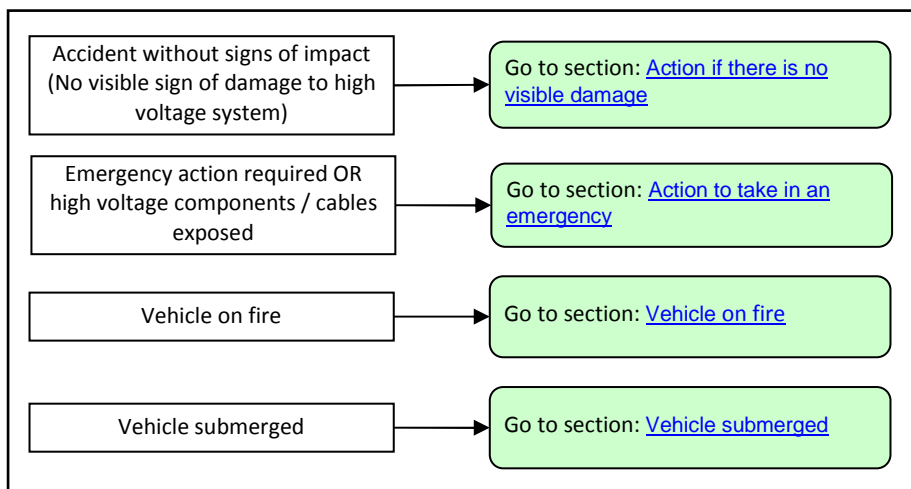 Accident without signs of impact
(No visible sign of damage to high
voltage system)
Go to section: Action if there is no
visible damage
Emergency action required OR
high voltage components / cables
exposed
Go to section: Action to take in an
emergency
Vehicle on fire
Go to section: Vehicle on fire
Vehicle submerged
Go to section: Vehicle submerged